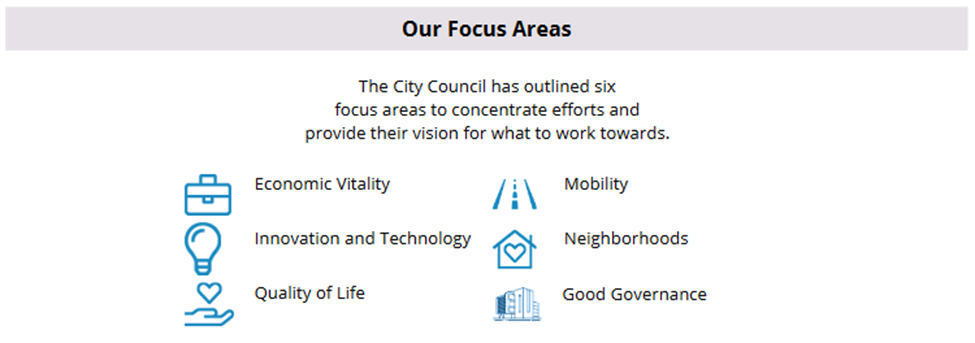 Our Focus Areas
The City Council has outlined six
focus areas to concentrate efforts and
provide their vision for what to work towards.
Economic Vitality
Mobility
Innovation and Technology
Neighborhoods
Quality of Life
Good Governance